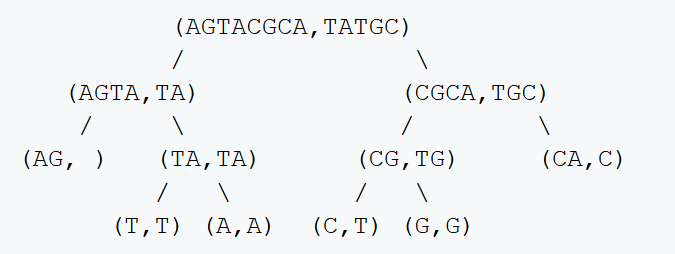 (AGTACGCA,TATGC)
/ \
(AGTA,TA) (CGCA,TGC)
/ \ / \
(AG, ) (TA,TA) (CG,TG) (CA,C)
/ \ / \
(T,T) (A,A) (C,T) (G,G)